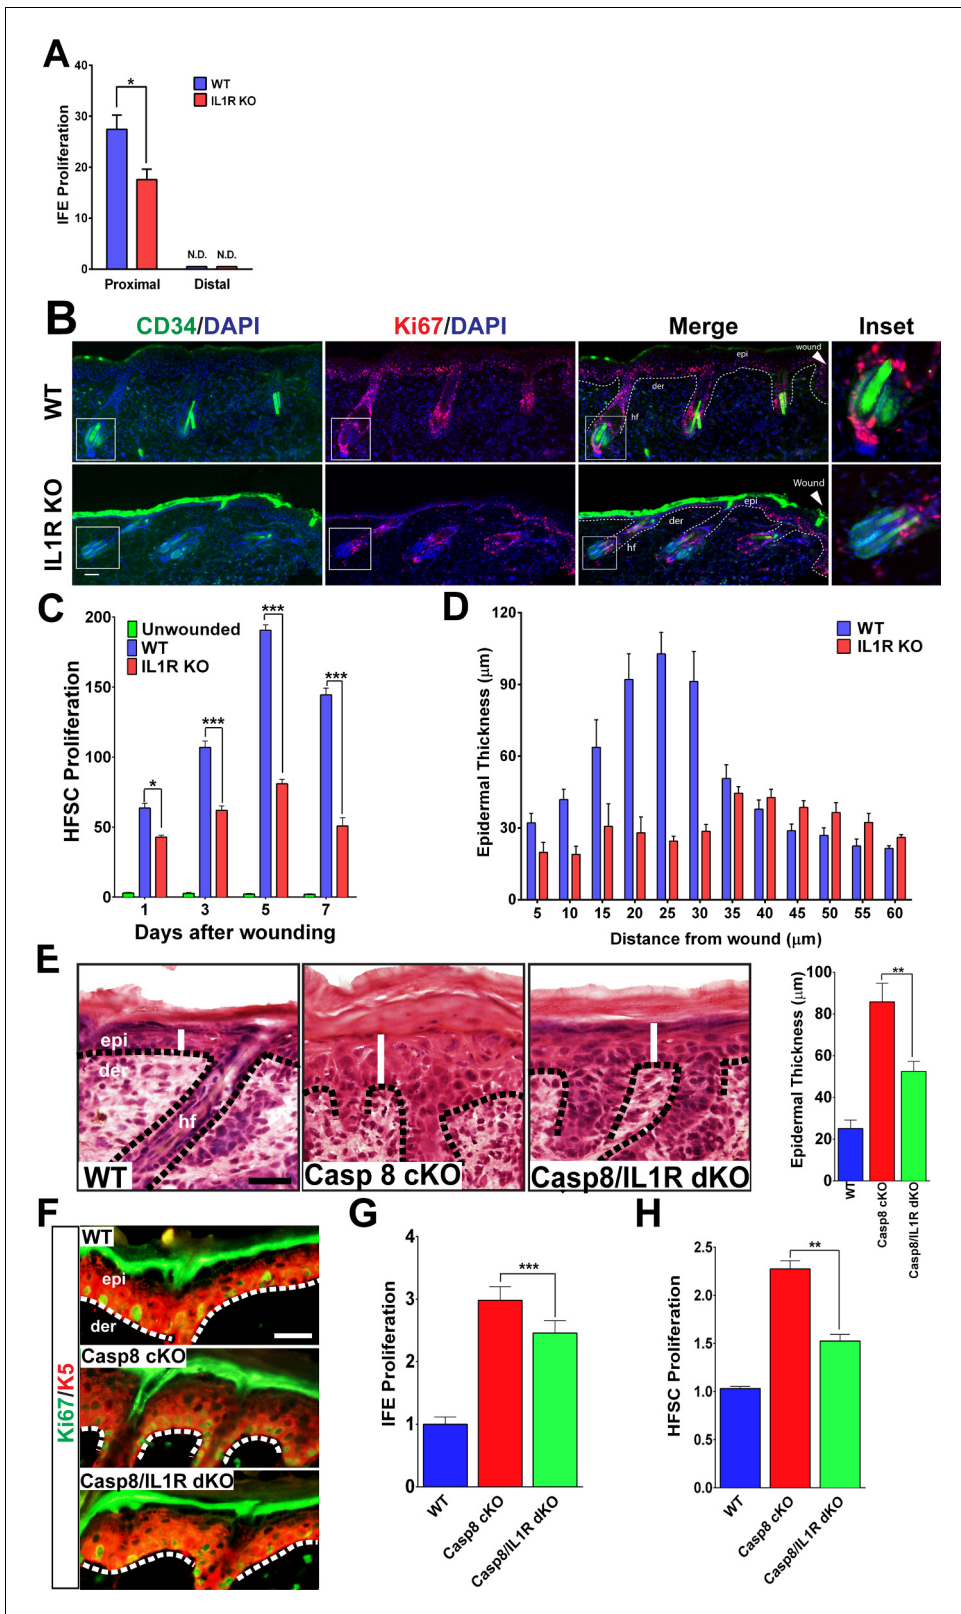 A
IFE Proliferation
40
30
20
10
0
*
WT
IL1R KO
N.D. N.D.
Proximal Distal
B
CD34/DAPI Ki67/DAPI Merge Inset
WT
epi
wound
der
hf
IL1R KO
Wound
epi
der
hf
C
HFSC Proliferation
200
150
100
50
0
Unwounded
WT
IL1R KO
* *** *** ***
1 3 5 7
Days after wounding
D
Epidermal Thickness (µm)
120
90
60
30
0
WT
IL1R KO
5 10 15 20 25 30 35 40 45 50 55 60
Distance from wound (µm)
E
epi
der
hf
WT
Casp 8 cKO
Casp8/IL1R dKO
Epidermal Thickness (µm)
100
80
60
40
20
0
**
WT
Casp8 cKO
Casp8/IL1R dKO
F
Ki67/K5
WT
epi
der
Casp8 cKO
Casp8/IL1R dKO
G
IFE Proliferation
4
3
2
1
0
***
WT
Casp8 cKO
Casp8/IL1R dKO
H
HFSC Proliferation
2.5
2.0
1.5
1.0
0.5
0.0
**
WT
Casp8 cKO
Casp8/IL1R dKO